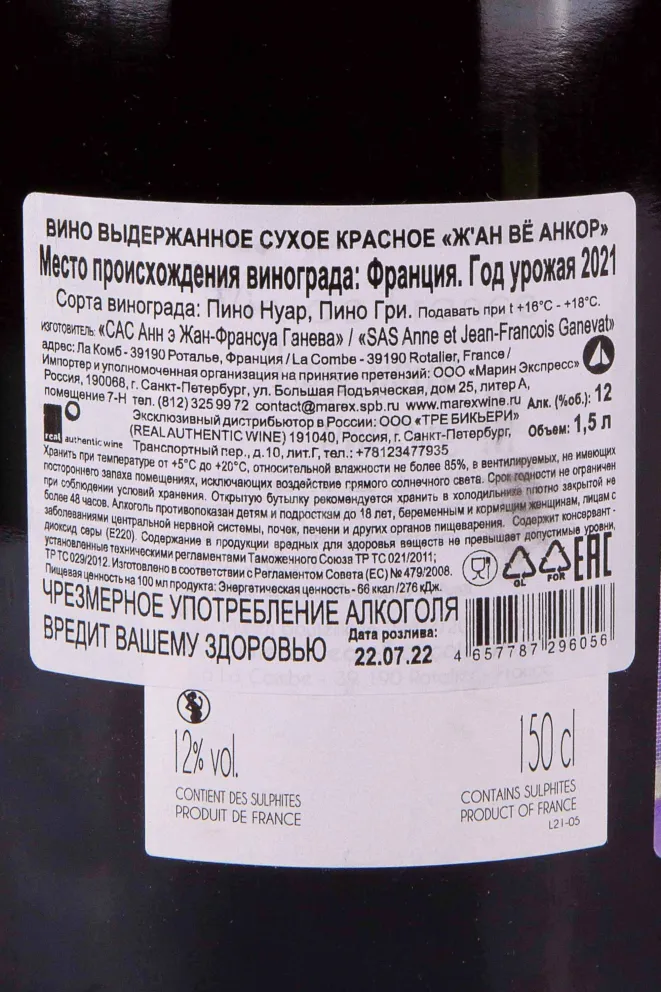 ВИНО ВЫДЕРЖАННОЕ СУХОЕ КРАСНОЕ «Ж'АН ВЁ АНКОР»
Место происхождения винограда: Франция. Год урожая 2021
Сорта винограда: Пино Нуар, Пино Гри. Подавать при t +16°C - +18°C.
изготовитель: «САС Анн э Жан-Франсуа Ганева» / «SAS Anne et Jean-Francois Ganevat»
адрес: Ла Комб - 39190 Роталье, Франция / La Combe - 39190 Rotalier, France /
Импортер и уполномоченная организация на принятие претензий: ООО «Марин Экспресс»
Россия, 190068, г. Санкт-Петербург, ул. Большая Подъяческая, дом 25, литер А,
помещение 7-Н тел. (812) 325 99 72 contact@marex.spb.ru www.marexwine.ru Алк. (%об.): 12
Эксклюзивный дистрибьютор в России: ООО «ТРЕ БИКЬЕРИ»
(REAL AUTHENTIC WINE) 191040, Россия, г. Санкт-Петербург, Объем: 1,5 л
real authentic wine Транспортный пер., д.10, лит.Г, тел.: +78123477935
Хранить при температуре от +5°C до +20°C, относительной влажности не более 85%, в вентилируемых, не имеющих
постороннего запаха помещениях, исключающих воздействие прямого солнечного света. Срок годности не ограничен
при соблюдении условий хранения. Открытую бутылку рекомендуется хранить в холодильнике плотно закрытой не
более 48 часов. Алкоголь противопоказан детям и подросткам до 18 лет, беременным и кормящим женщинам, лицам с
заболеваниями центральной нервной системы, почек, печени и других органов пищеварения. Содержит консервант -
диоксид серы (E220). Содержание в продукции вредных для здоровья веществ не превышает допустимые уровни,
установленные техническими регламентами Таможенного Союза ТР ТС 021/2011;
ТР ТС 029/2012. Изготовлено в соответствии с Регламентом Совета (ЕС) № 479/2008.
Пищевая ценность на 100 мл продукта: Энергетическая ценность - 66 ккал /276 кДж.
OL FOR EAC
ЧРЕЗМЕРНОЕ УПОТРЕБЛЕНИЕ АЛКОГОЛЯ
ВРЕДИТ ВАШЕМУ ЗДОРОВЬЮ
Дата розлива:
22.07.22
4 657787 296056
12% vol.
150 cl
CONTIENT DES SULPHITES
PRODUIT DE FRANCE
CONTAINS SULPHITES
PRODUCT OF FRANCE
L21-05